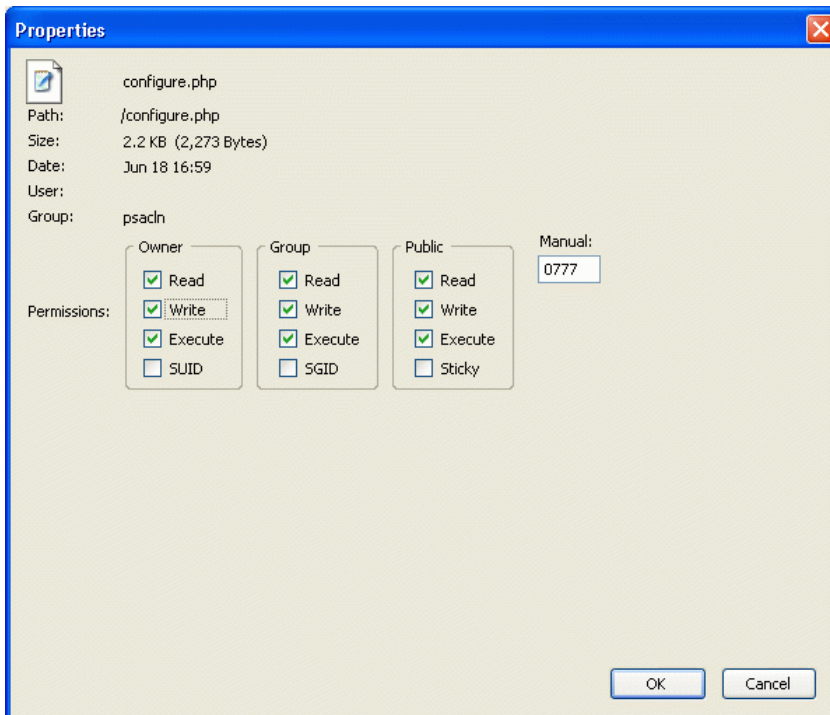 Properties
configure.php
Path: /configure.php
Size: 2.2 KB (2,273 Bytes)
Date: Jun 18 16:59
User:
Group: psacln
Owner Group Public Manual:
Read Read Read 0777
Permissions: Write Write Write
Execute Execute Execute
SUID SGID Sticky
OK Cancel